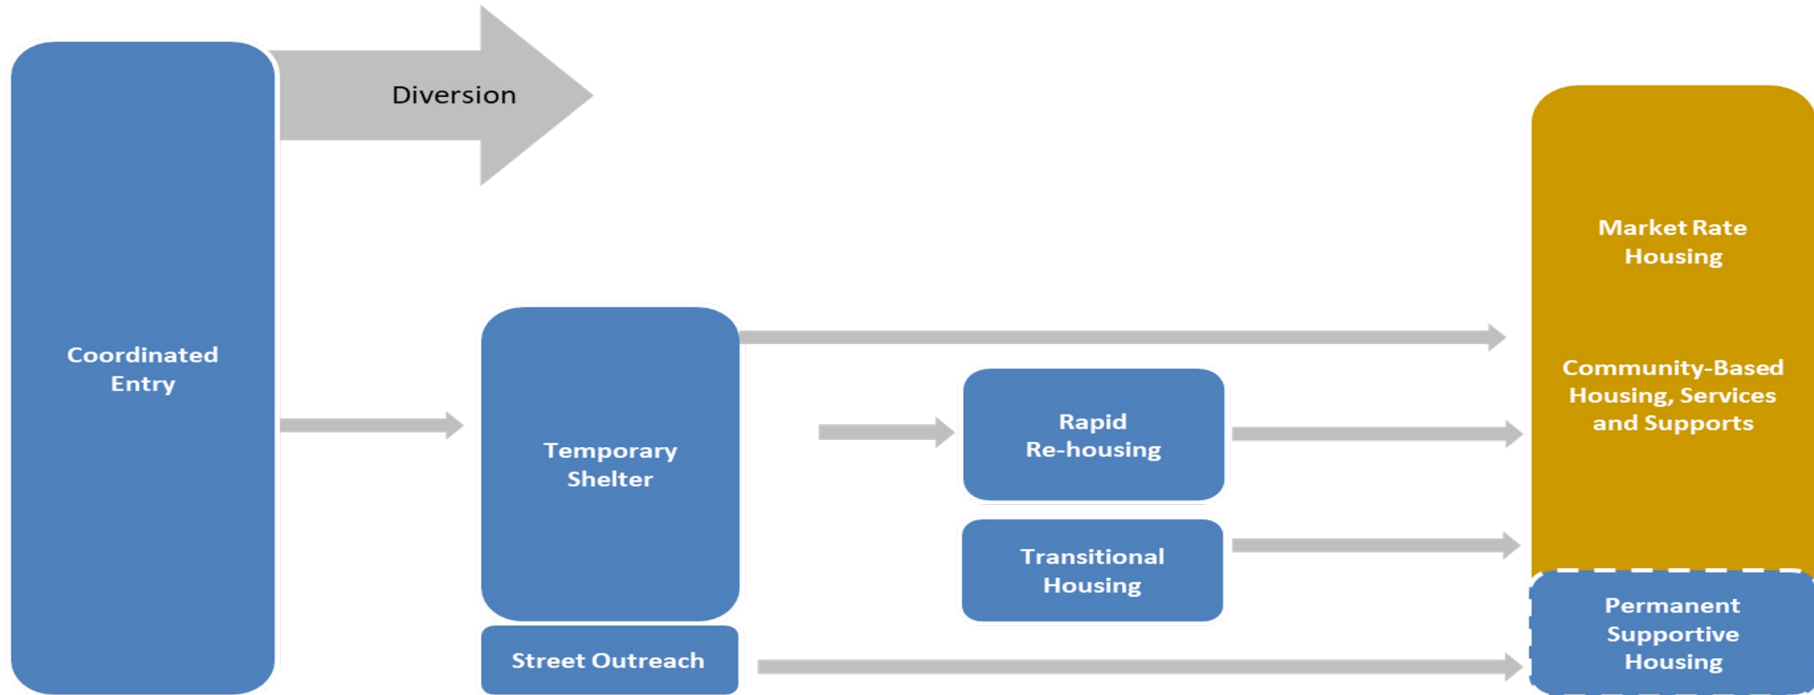 Diversion
Coordinated
Entry
Temporary
Shelter
Street Outreach
Rapid
Re-housing
Transitional
Housing
Market Rate
Housing
Community-Based
Housing, Services
and Supports
Permanent
Supportive
Housing